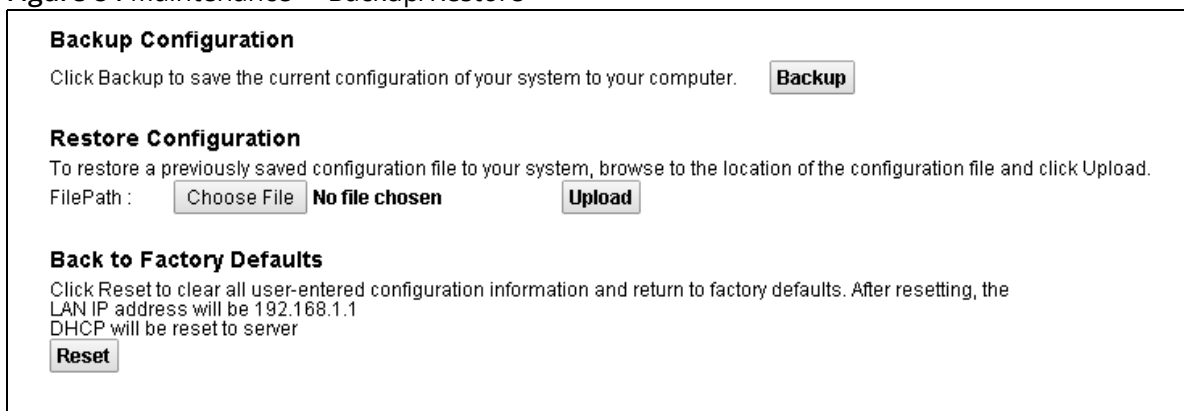 Backup Configuration
Click Backup to save the current configuration of your system to your computer. Backup
Restore Configuration
To restore a previously saved configuration file to your system, browse to the location of the configuration file and click Upload.
FilePath : Choose File No file chosen Upload
Back to Factory Defaults
Click Reset to clear all user-entered configuration information and return to factory defaults. After resetting, the
LAN IP address will be 192.168.1.1
DHCP will be reset to server
Reset